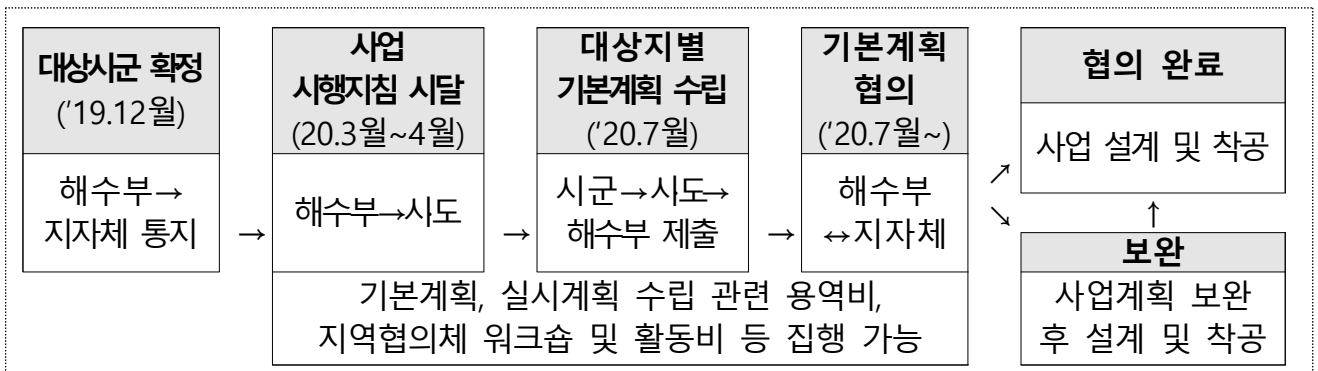 대상시군 확정
('19.12월)
해수부→
지자체 통지
→
사업
시행지침 시달
(20.3월~4월)
해수부→시도
→
대상지별
기본계획 수립
('20.7월)
시군→시도→
해수부 제출
→
기본계획
협의
('20.7월~)
해수부
↔지자체
기본계획, 실시계획 수립 관련 용역비,
지역협의체 워크숍 및 활동비 등 집행 가능
↗
↘
협의 완료
사업 설계 및 착공
↑
보완
사업계획 보완
후 설계 및 착공